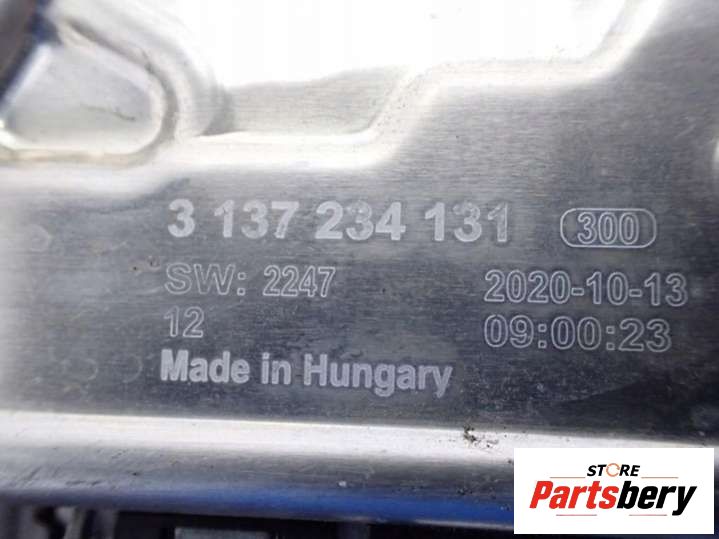 3 137 234 131 300
SW: 2247 2020-10-13
12 09:00:23
Made in Hungary
STORE
Partsbery